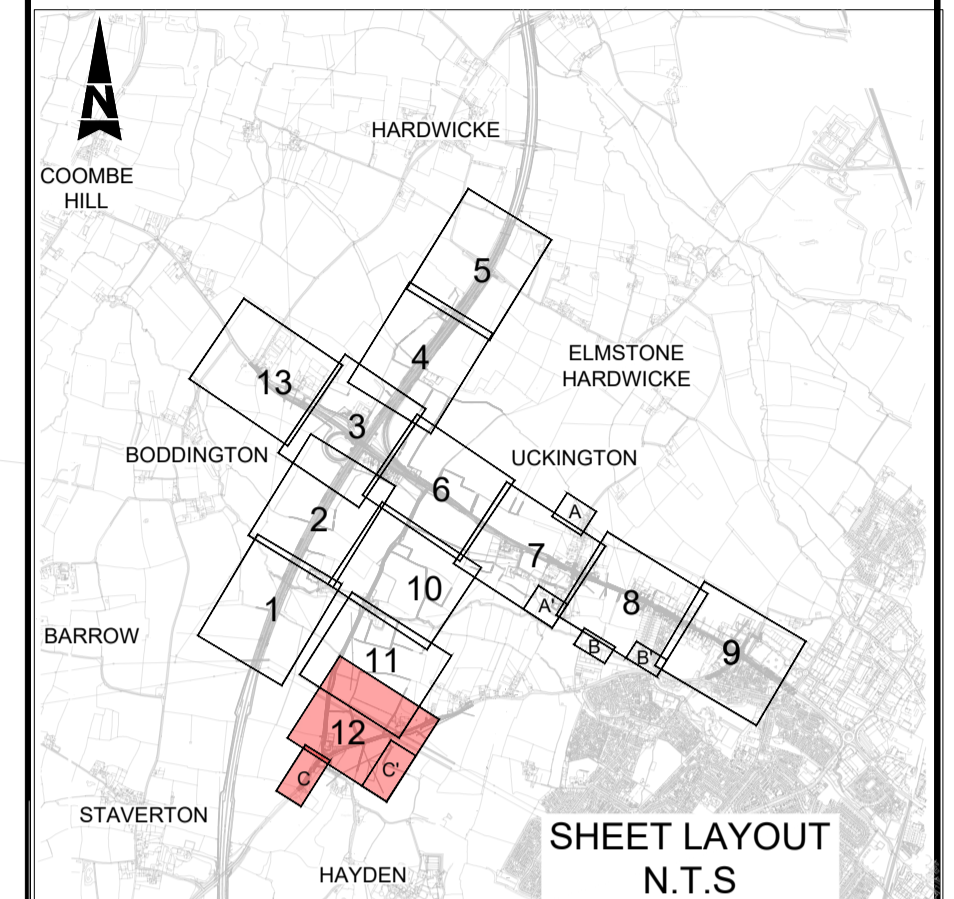 N
HARDWICKE
COOMBE
HILL
5
4
ELMSTONE
HARDWICKE
13
3
BODDINGTON
UCKINGTON
6
2
A
7
10
8
A'
1
BARROW
B
B'
9
11
12
C'
C
STAVERTON
SHEET LAYOUT
N.T.S
HAYDEN